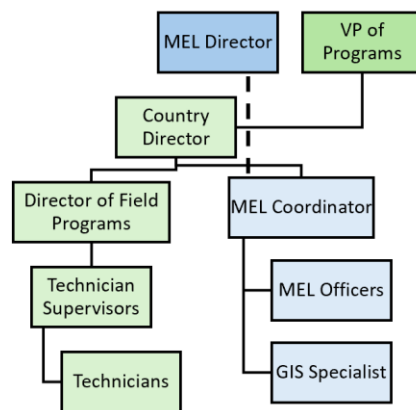 MEL Director
VP of
Programs
Country
Director
Director of Field
Programs
MEL Coordinator
Technician
Supervisors
MEL Officers
Technicians
GIS Specialist